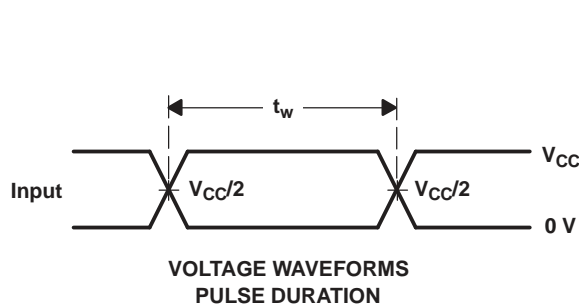 tw
VCC
Input
VCC/2
VCC/2
0 V
VOLTAGE WAVEFORMS
PULSE DURATION